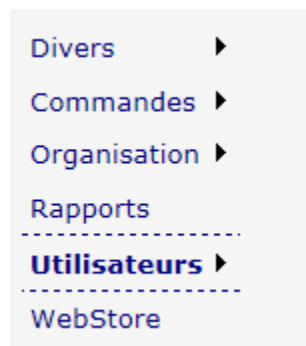 Divers
Commandes
Organisation
Rapports
Utilisateurs
WebStore